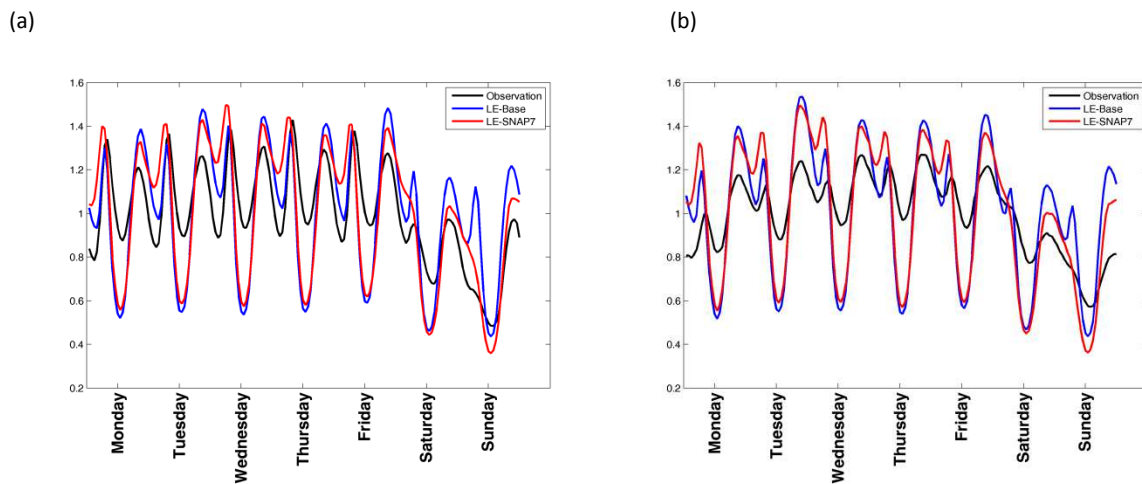 (a)
(b)
1.6
1.4
1.2
1
0.8
0.6
0.4
0.2
Observation
LE-Base
LE-SNAP7
Monday
Tuesday
Wednesday
Thursday
Friday
Saturday
Sunday
1.6
1.4
1.2
1
0.8
0.6
0.4
0.2
Observation
LE-Base
LE-SNAP7
Monday
Tuesday
Wednesday
Thursday
Friday
Saturday
Sunday